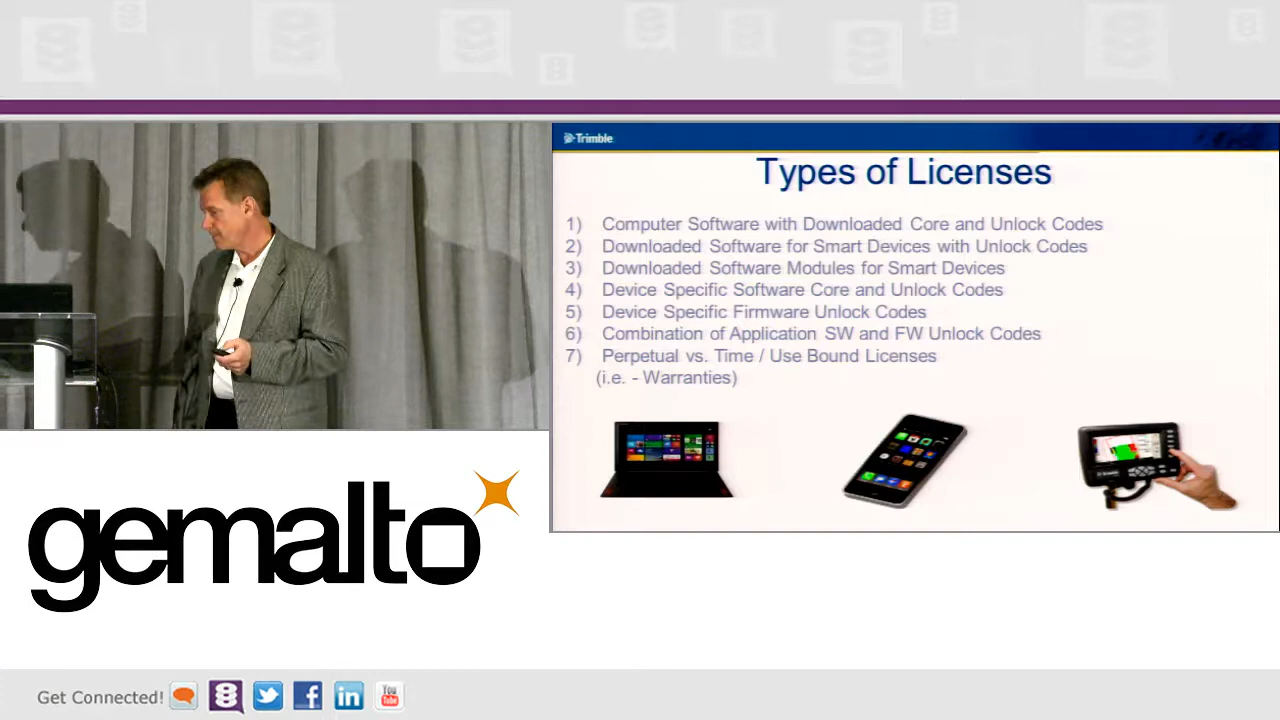 Trimble
Types of Licenses
1) Computer Software with Downloaded Core and Unlock Codes
2) Downloaded Software for Smart Devices with Unlock Codes
3) Downloaded Software Modules for Smart Devices
4) Device Specific Software Core and Unlock Codes
5) Device Specific Firmware Unlock Codes
6) Combination of Application SW and FW Unlock Codes
7) Perpetual vs. Time / Use Bound Licenses
(i.e. - Warranties)
gemalto
Get Connected!
in
You
Tube